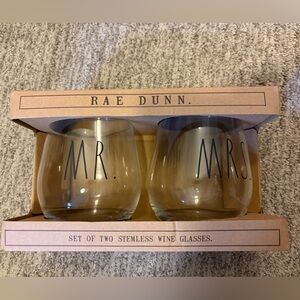 RAE DUNN.
MR. MRS.
SET OF TWO STEMLESS WINE GLASSES.